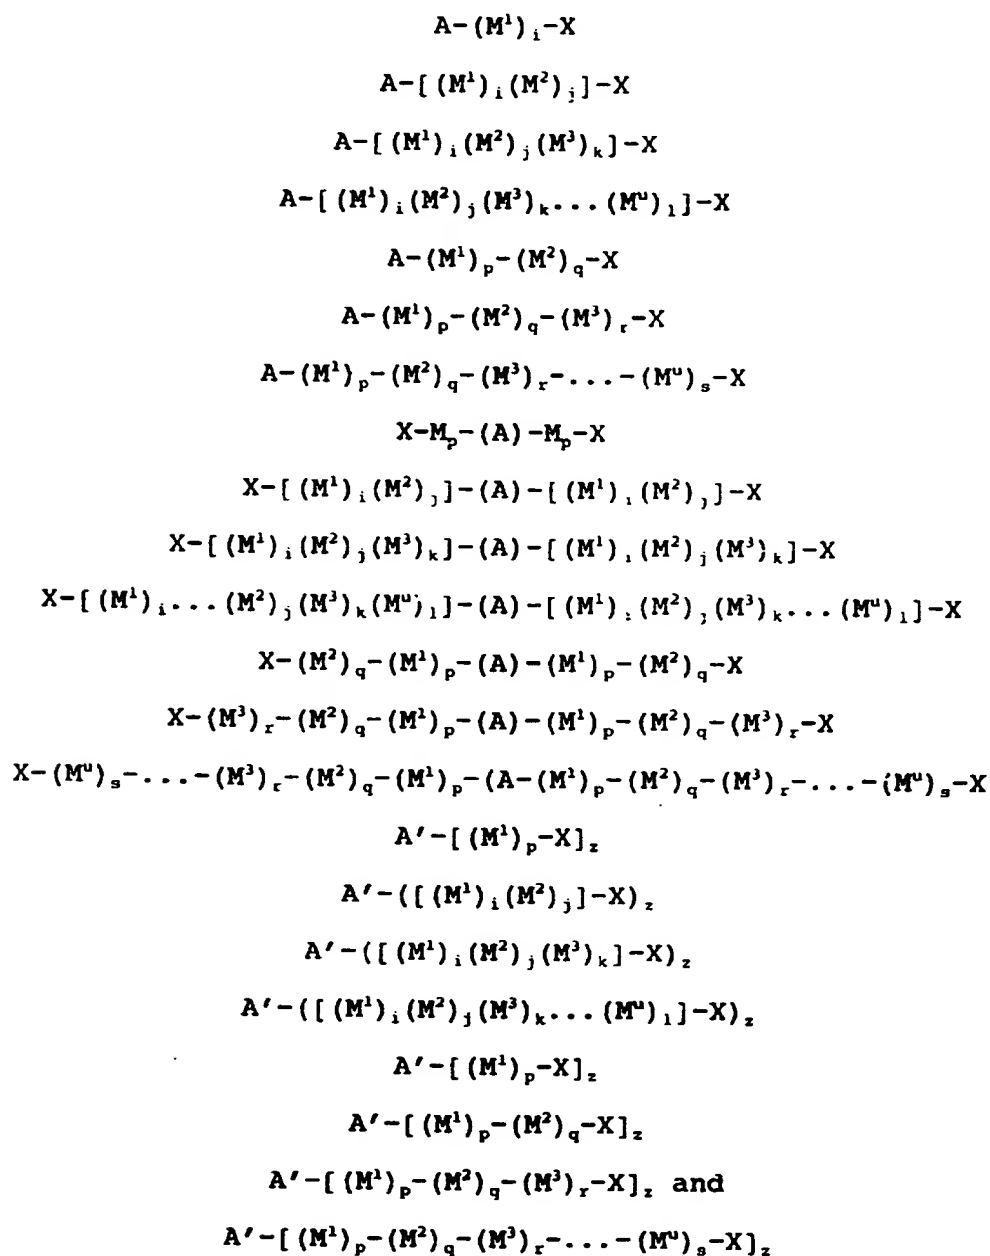 A-(M¹)ᵢ-X
A-[(M¹)ᵢ(M²)ⱼ]-X
A-[(M¹)ᵢ(M²)ⱼ(M³)ₖ]-X
A-[(M¹)ᵢ(M²)ⱼ(M³)ₖ...(Mᵘ)ₗ]-X
A-(M¹)ₚ-(M²)q-X
A-(M¹)ₚ-(M²)q-(M³)ᵣ-X
A-(M¹)ₚ-(M²)q-(M³)ᵣ-...-(Mᵘ)ₛ-X
X-Mₚ-(A)-Mₚ-X
X-[(M¹)ᵢ(M²)ⱼ]-(A)-[(M¹)ᵢ(M²)ⱼ]-X
X-[(M¹)ᵢ(M²)ⱼ(M³)ₖ]-(A)-[(M¹)ᵢ(M²)ⱼ(M³)ₖ]-X
X-[(M¹)ᵢ...(M²)ⱼ(M³)ₖ(Mᵘ)ₗ]-(A)-[(M¹)ᵢ(M²)ⱼ(M³)ₖ...(Mᵘ)ₗ]-X
X-(M²)q-(M¹)ₚ-(A)-(M¹)ₚ-(M²)q-X
X-(M³)ᵣ-(M²)q-(M¹)ₚ-(A)-(M¹)ₚ-(M²)q-(M³)ᵣ-X
X-(Mᵘ)ₛ-...-(M³)ᵣ-(M²)q-(M¹)ₚ-(A-(M¹)ₚ-(M²)q-(M³)ᵣ-...-(Mᵘ)ₛ-X
A′-[(M¹)ₚ-X]z
A′-([(M¹)ᵢ(M²)ⱼ]-X)z
A′-([(M¹)ᵢ(M²)ⱼ(M³)ₖ]-X)z
A′-([(M¹)ᵢ(M²)ⱼ(M³)ₖ...(Mᵘ)ₗ]-X)z
A′-[(M¹)ₚ-X]z
A′-[(M¹)ₚ-(M²)q-X]z
A′-[(M¹)ₚ-(M²)q-(M³)ᵣ-X]z and
A′-[(M¹)ₚ-(M²)q-(M³)ᵣ-...-(Mᵘ)ₛ-X]z